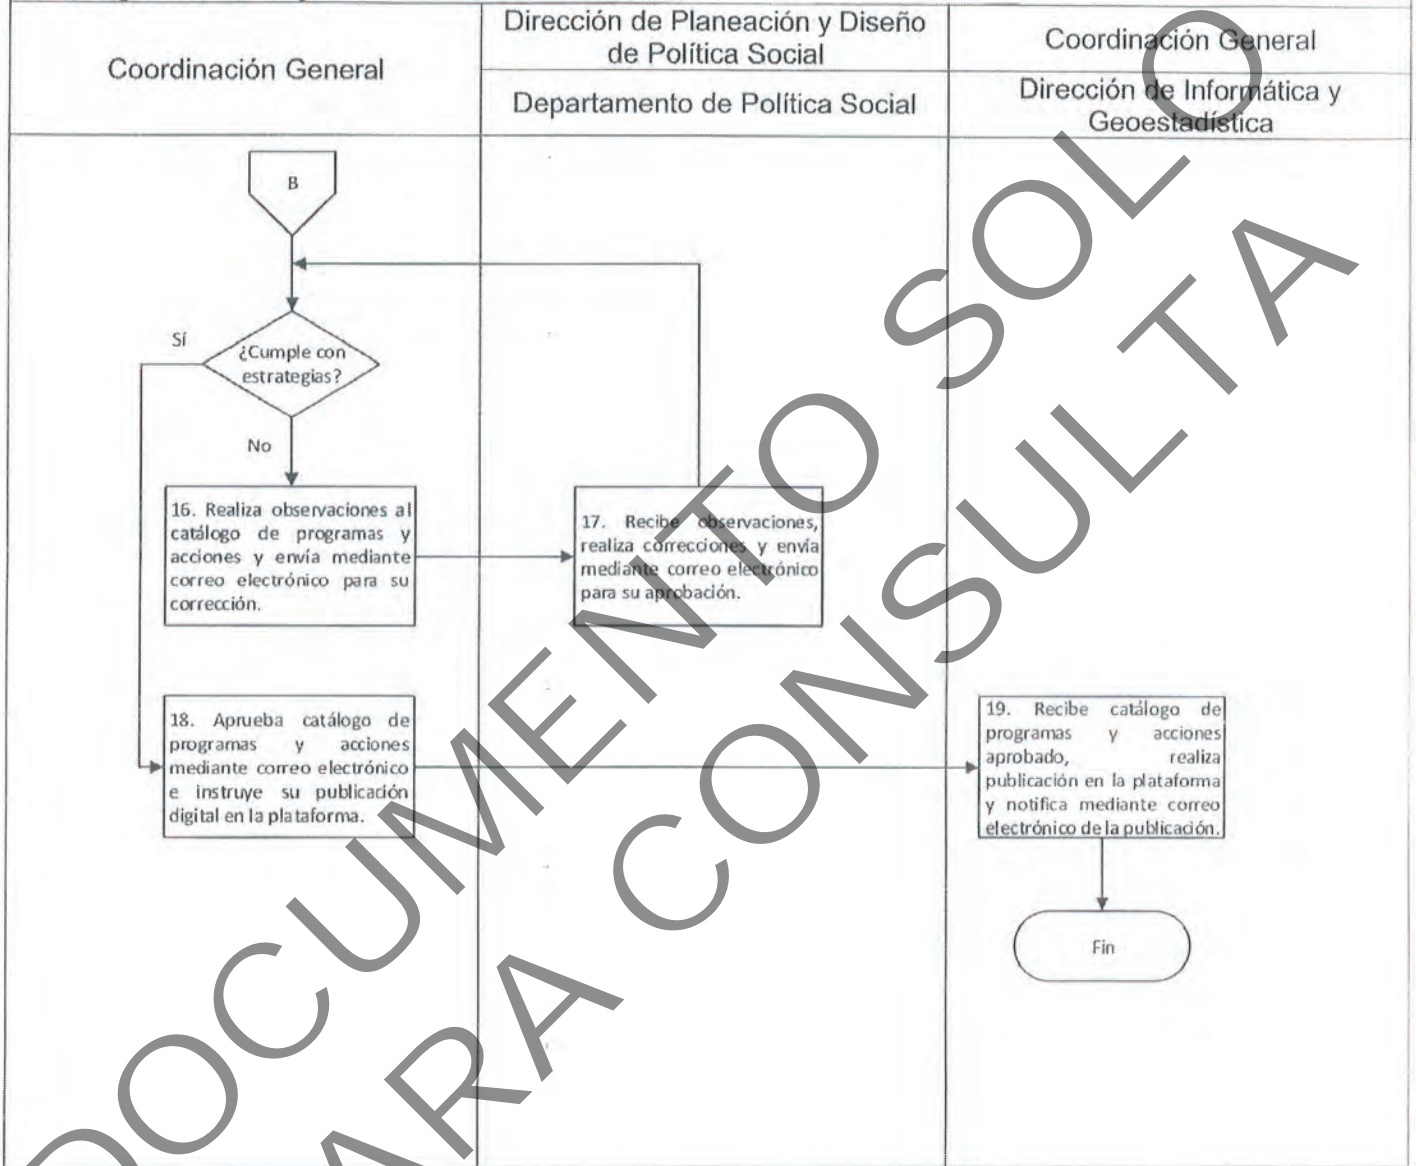 Coordinación General
Dirección de Planeación y Diseño
de Política Social
Departamento de Política Social
Coordinación General
Dirección de Informática y
Geoestadística
B
¿Cumple con
estrategias?
Sí
No
16. Realiza observaciones al
catálogo de programas y
acciones y envía mediante
correo electrónico para su
corrección.
17. Recibe observaciones,
realiza correcciones y envía
mediante correo electrónico
para su aprobación.
18. Aprueba catálogo de
programas y acciones
mediante correo electrónico
e instruye su publicación
digital en la plataforma.
19. Recibe catálogo de
programas y acciones
aprobado, realiza
publicación en la plataforma
y notifica mediante correo
electrónico de la publicación.
Fin
DOCUMENTO SOLO
ARA CONSULTA